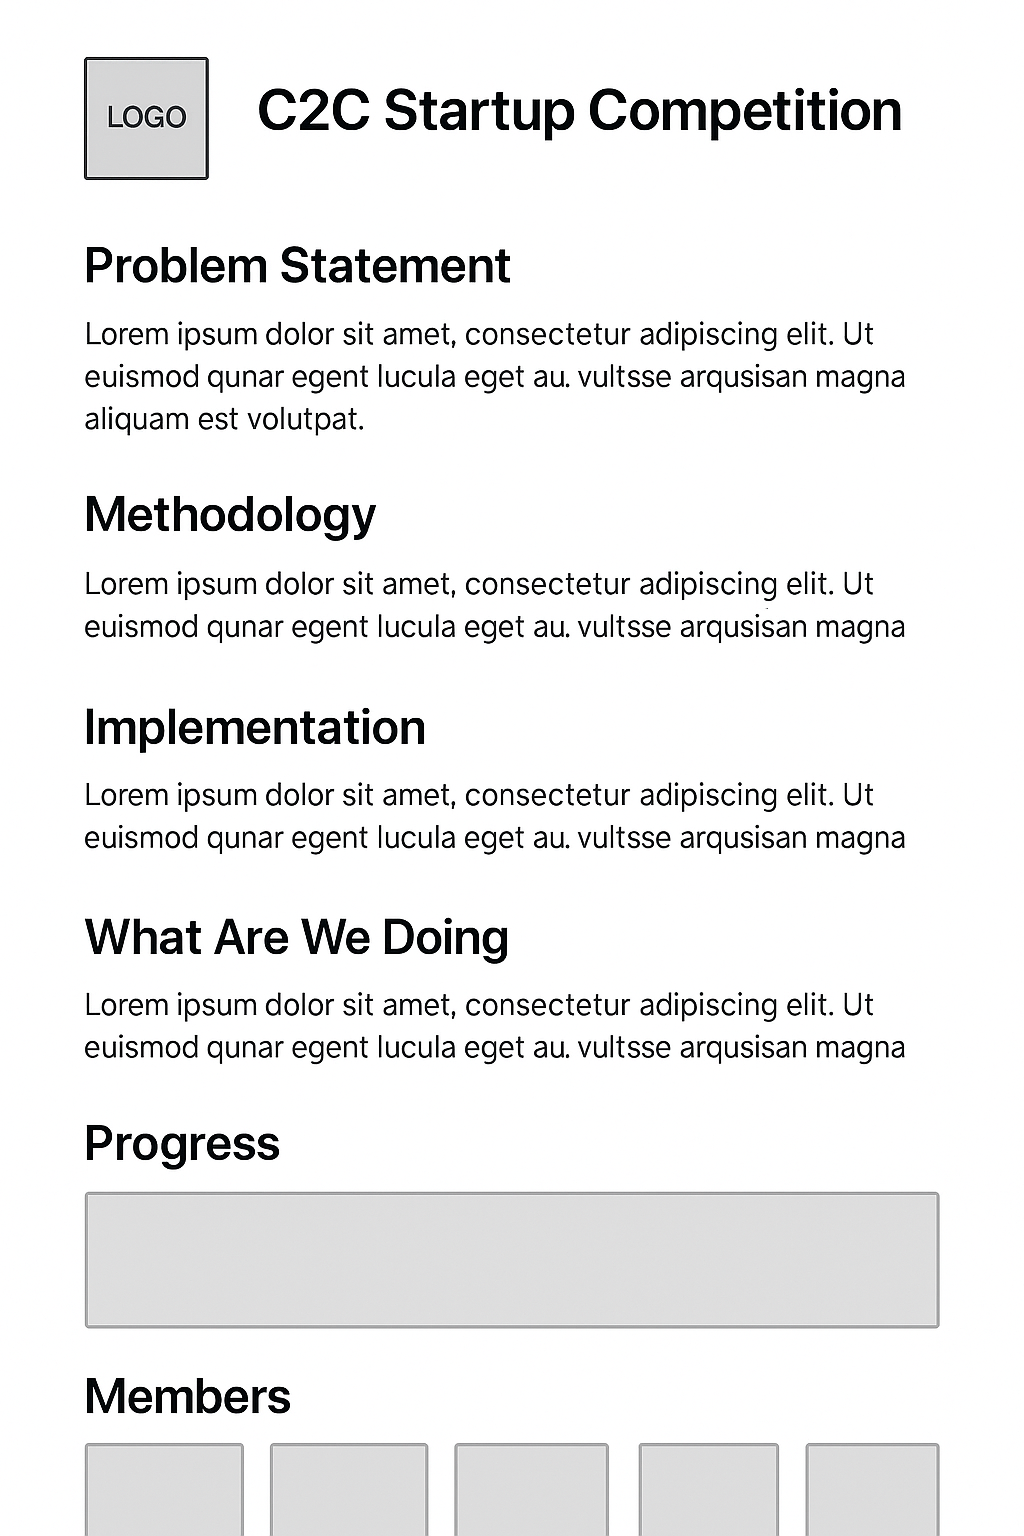 LOGO
C2C Startup Competition
Problem Statement
Lorem ipsum dolor sit amet, consectetur adipiscing elit. Ut
euismod qunar egent lucula eget au. vultsse arqusisan magna
aliquam est volutpat.
Methodology
Lorem ipsum dolor sit amet, consectetur adipiscing elit. Ut
euismod qunar egent lucula eget au. vultsse arqusisan magna
Implementation
Lorem ipsum dolor sit amet, consectetur adipiscing elit. Ut
euismod qunar egent lucula eget au. vultsse arqusisan magna
What Are We Doing
Lorem ipsum dolor sit amet, consectetur adipiscing elit. Ut
euismod qunar egent lucula eget au. vultsse arqusisan magna
Progress
Members